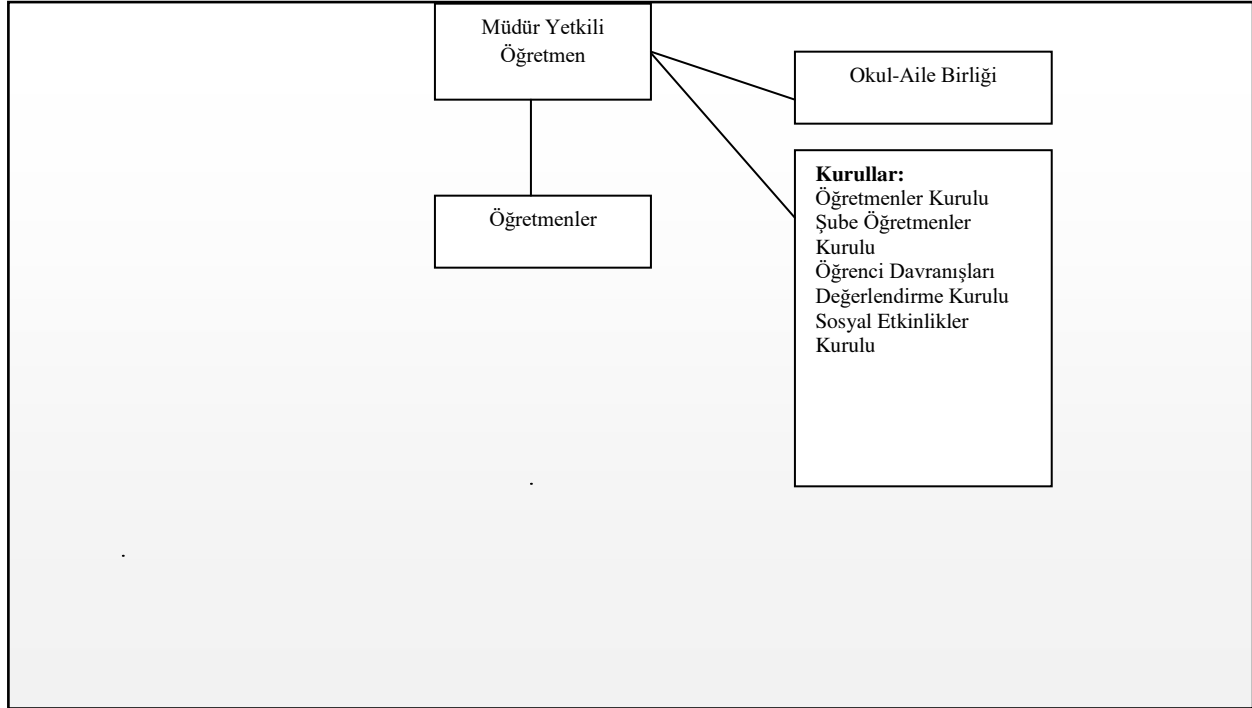 Müdür Yetkili
Öğretmen
Okul-Aile Birliği
Öğretmenler
Kurullar:
Öğretmenler Kurulu
Şube Öğretmenler
Kurulu
Öğrenci Davranışları
Değerlendirme Kurulu
Sosyal Etkinlikler
Kurulu